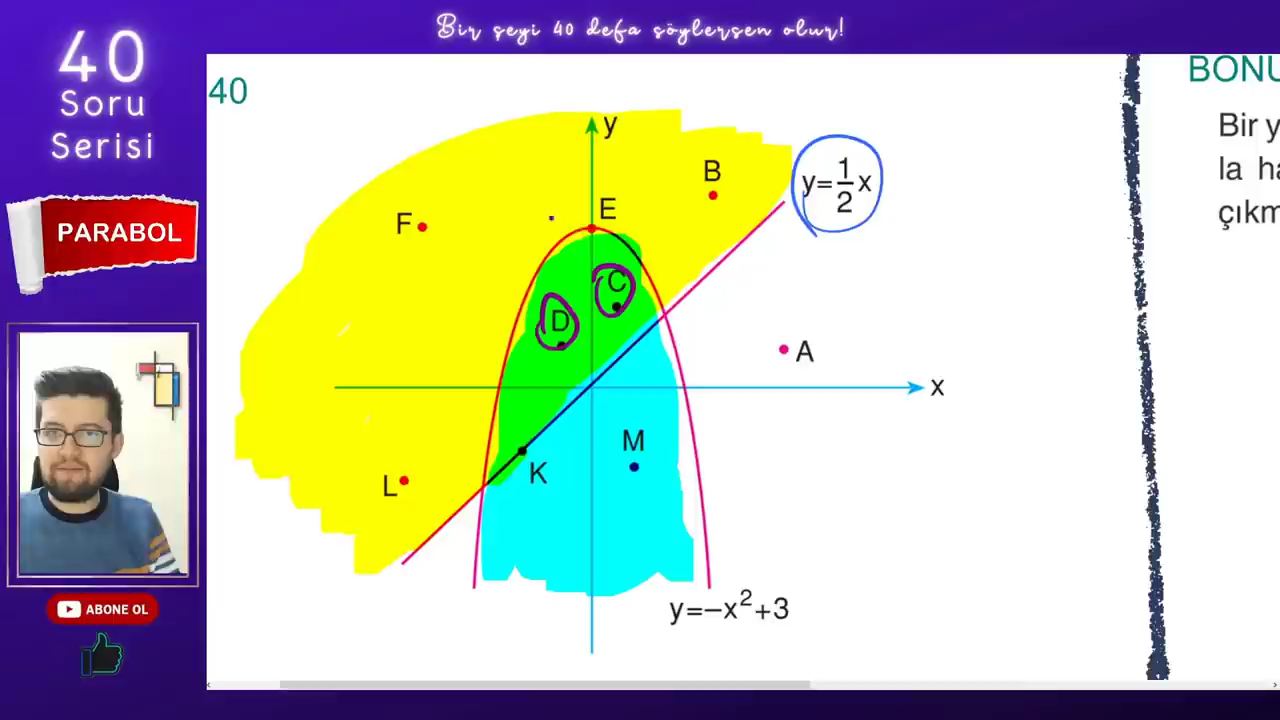 Bir şeyi 40 defa söylersen olur!
40
Soru
Serisi
PARABOL
ABONE OL
40
y
B
y=1/2x
E
F
C
D
A
x
M
K
L
y=–x²+3
BONU
Bir y
la ha
çıkm